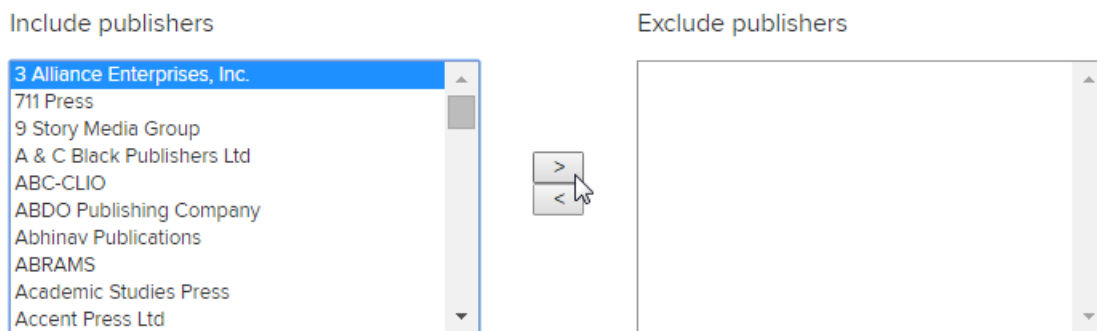 Include publishers
Exclude publishers
3 Alliance Enterprises, Inc.
711 Press
9 Story Media Group
A & C Black Publishers Ltd
ABC-CLIO
ABDO Publishing Company
Abhinav Publications
ABRAMS
Academic Studies Press
Accent Press Ltd
>
<